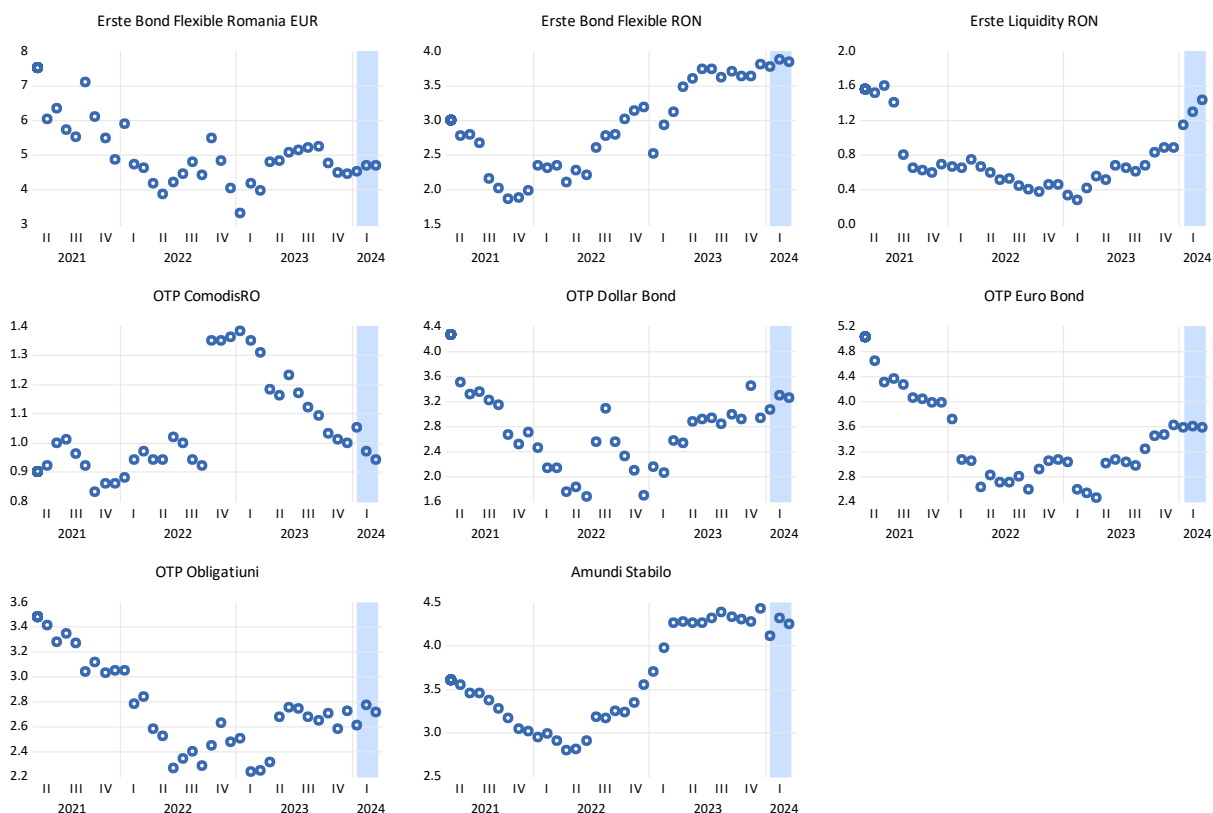 Erste Bond Flexible Romania EUR
8
7
6
5
4
3
II III IV I II III IV I II III IV I
2021 2022 2023 2024
Erste Bond Flexible RON
4.0
3.5
3.0
2.5
2.0
1.5
II III IV I II III IV I II III IV I
2021 2022 2023 2024
Erste Liquidity RON
2.0
1.6
1.2
0.8
0.4
0.0
II III IV I II III IV I II III IV I
2021 2022 2023 2024
OTP ComodisRO
1.4
1.3
1.2
1.1
1.0
0.9
0.8
II III IV I II III IV I II III IV I
2021 2022 2023 2024
OTP Dollar Bond
4.4
4.0
3.6
3.2
2.8
2.4
2.0
1.6
II III IV I II III IV I II III IV I
2021 2022 2023 2024
OTP Euro Bond
5.2
4.8
4.4
4.0
3.6
3.2
2.8
2.4
II III IV I II III IV I II III IV I
2021 2022 2023 2024
OTP Obligatiuni
3.6
3.4
3.2
3.0
2.8
2.6
2.4
2.2
II III IV I II III IV I II III IV I
2021 2022 2023 2024
Amundi Stabilo
4.5
4.0
3.5
3.0
2.5
II III IV I II III IV I II III IV I
2021 2022 2023 2024